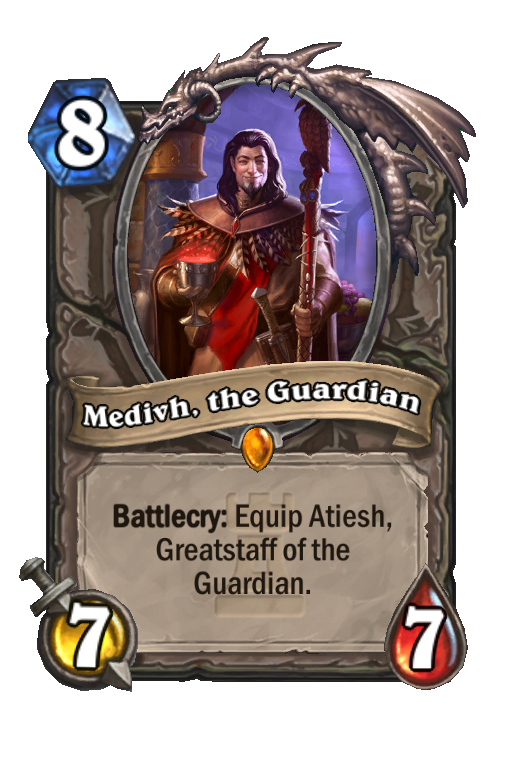 8
Medivh, the Guardian
Battlecry: Equip Atiesh,
Greatstaff of the
Guardian.
7
7